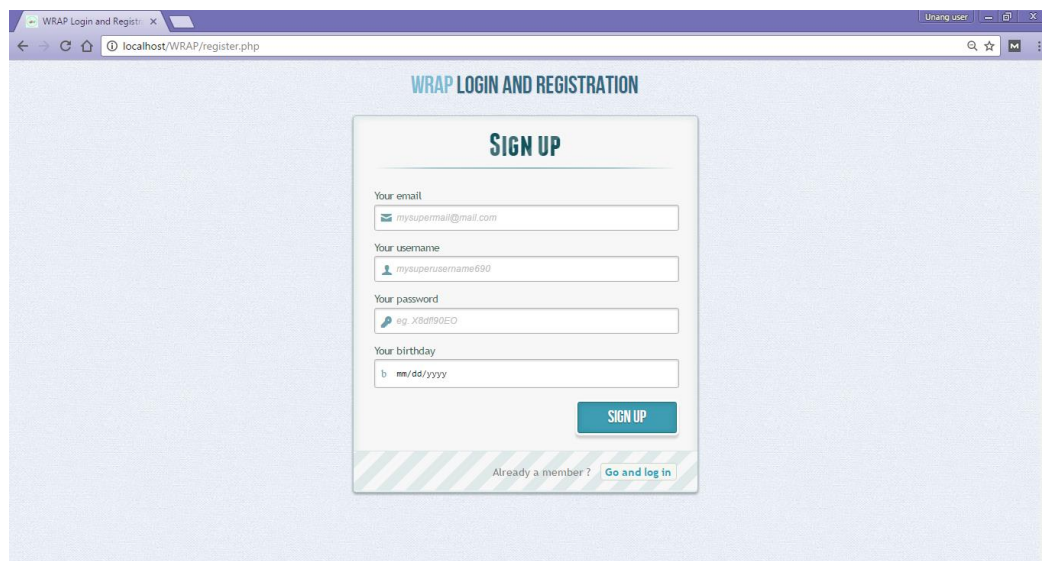 WRAP Login and Registr
Unang user
localhost/WRAP/register.php
WRAP LOGIN AND REGISTRATION
SIGN UP
Your email
mysupermail@mail.com
Your username
mysuperusername690
Your password
eg. X8df!90EO
Your birthday
b mm/dd/yyyy
SIGN UP
Already a member ? Go and log in